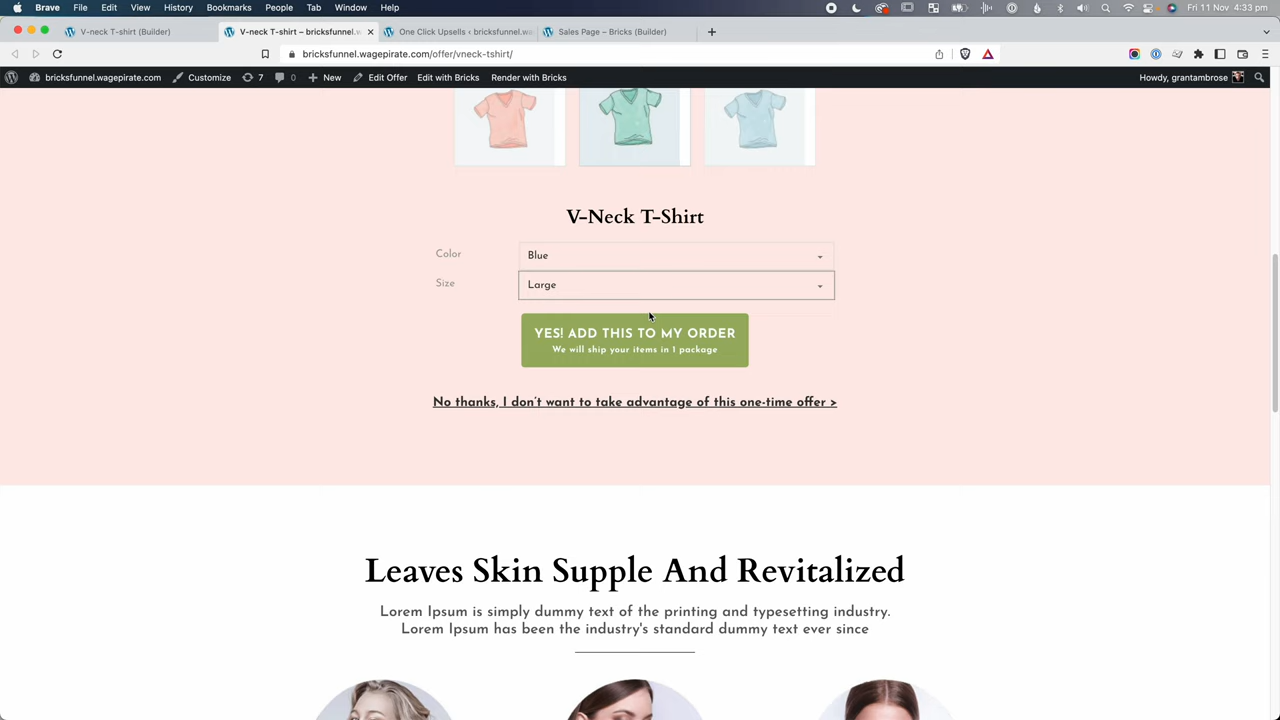 Brave File Edit View History Bookmarks People Tab Window Help
Fri 11 Nov 4:33 pm
V-neck T-shirt (Builder)
V-neck T-shirt – bricksfunnel.w
One Click Upsells ‹ bricksfunnel.wa
Sales Page – Bricks (Builder)
bricksfunnel.wagepirate.com/offer/vneck-tshirt/
bricksfunnel.wagepirate.com Customize 7 0 New Edit Offer Edit with Bricks Render with Bricks
Howdy, grantambrose
V-Neck T-Shirt
Color Blue
Size Large
YES! ADD THIS TO MY ORDER
We will ship your items in 1 package
No thanks, I don't want to take advantage of this one-time offer >
Leaves Skin Supple And Revitalized
Lorem Ipsum is simply dummy text of the printing and typesetting industry.
Lorem Ipsum has been the industry's standard dummy text ever since